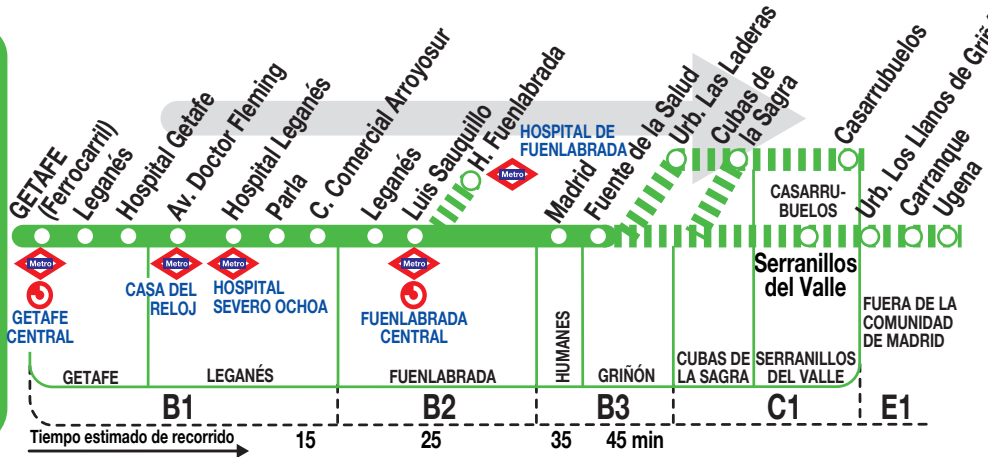 GETAFE
(Ferrocarril)
Leganés
Hospital Getafe
Av. Doctor Fleming
Hospital Leganés
Parla
C. Comercial Arroyosur
Leganés
Luis Sauquillo
H. Fuenlabrada
HOSPITAL DE
FUENLABRADA
Metro
Madrid
Fuente de la Salud
Urb. Las Laderas
Cubas de
la Sagra
Casarrubuelos
Urb. Los Llanos de
Carranque
Ugena
CASARRU-
BUELOS
Metro
GETAFE
CENTRAL
Metro
CASA DEL
RELOJ
Metro
HOSPITAL
SEVERO OCHOA
Metro
FUENLABRADA
CENTRAL
Serranillos
del Valle
FUERA DE LA
COMUNIDAD
DE MADRID
GETAFE
LEGANÉS
FUENLABRADA
HUMANES
GRIÑÓN
CUBAS DE
LA SAGRA
SERRANILLOS
DEL VALLE
B1
B2
B3
C1
E1
Tiempo estimado de recorrido
15
25
35
45 min